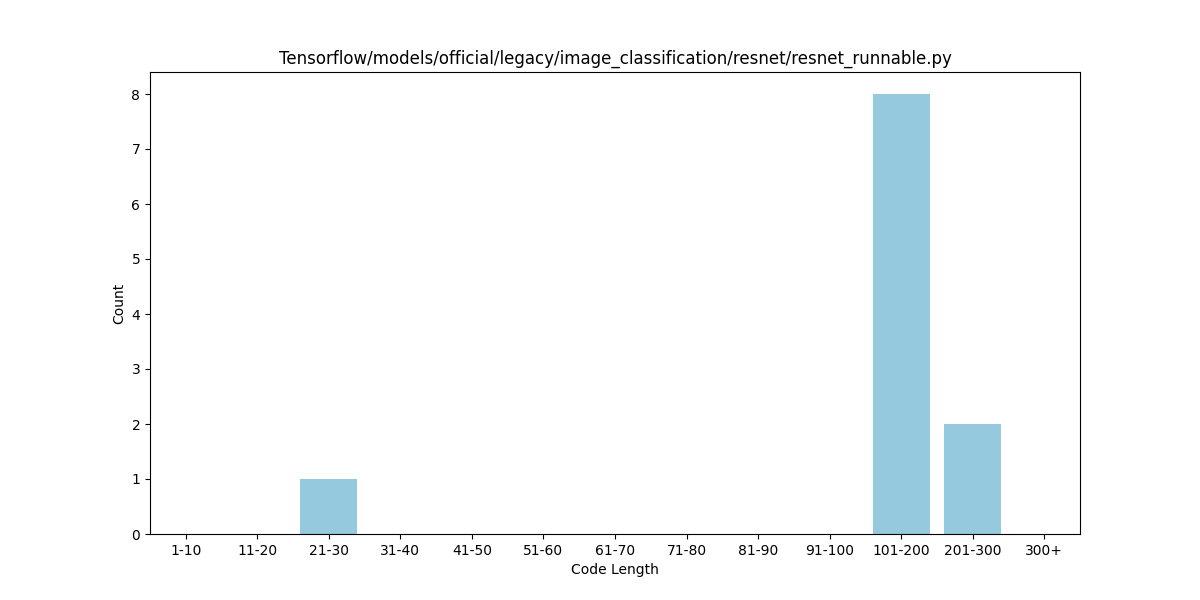 Tensorflow/models/official/legacy/image_classification/resnet/resnet_runnable.py
8
7
6
5
4
3
2
1
0
Count
1-10 11-20 21-30 31-40 41-50 51-60 61-70 71-80 81-90 91-100 101-200 201-300 300+
Code Length